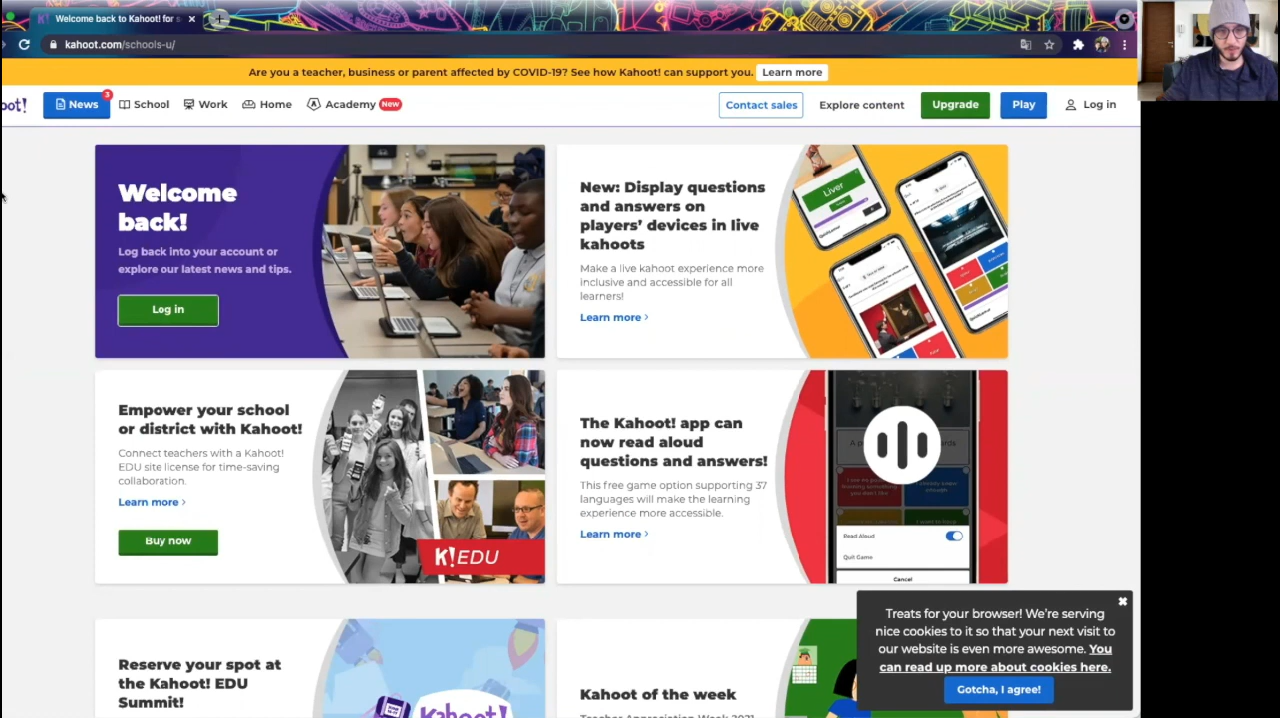 Welcome back to Kahoot! for s
kahoot.com/schools-u/
Are you a teacher, business or parent affected by COVID-19? See how Kahoot! can support you. Learn more
oot! News 3 School Work Home Academy New Contact sales Explore content Upgrade Play Log in
Welcome
back!
Log back into your account or
explore our latest news and tips.
Log in
New: Display questions
and answers on
players' devices in live
kahoots
Make a live kahoot experience more
inclusive and accessible for all
learners!
Learn more
Liver
Empower your school
or district with Kahoot!
Connect teachers with a Kahoot!
EDU site license for time-saving
collaboration.
Learn more
Buy now
K!EDU
The Kahoot! app can
now read aloud
questions and answers!
This free game option supporting 37
languages will make the learning
experience more accessible.
Learn more
Read Aloud
Quit Game
Cancel
Reserve your spot at
the Kahoot! EDU
Summit!
Kahoot!
Kahoot of the week
Teacher Appreciation Week 2021
Treats for your browser! We're serving
nice cookies to it so that your next visit to
our website is even more awesome. You
can read up more about cookies here.
Gotcha, I agree!